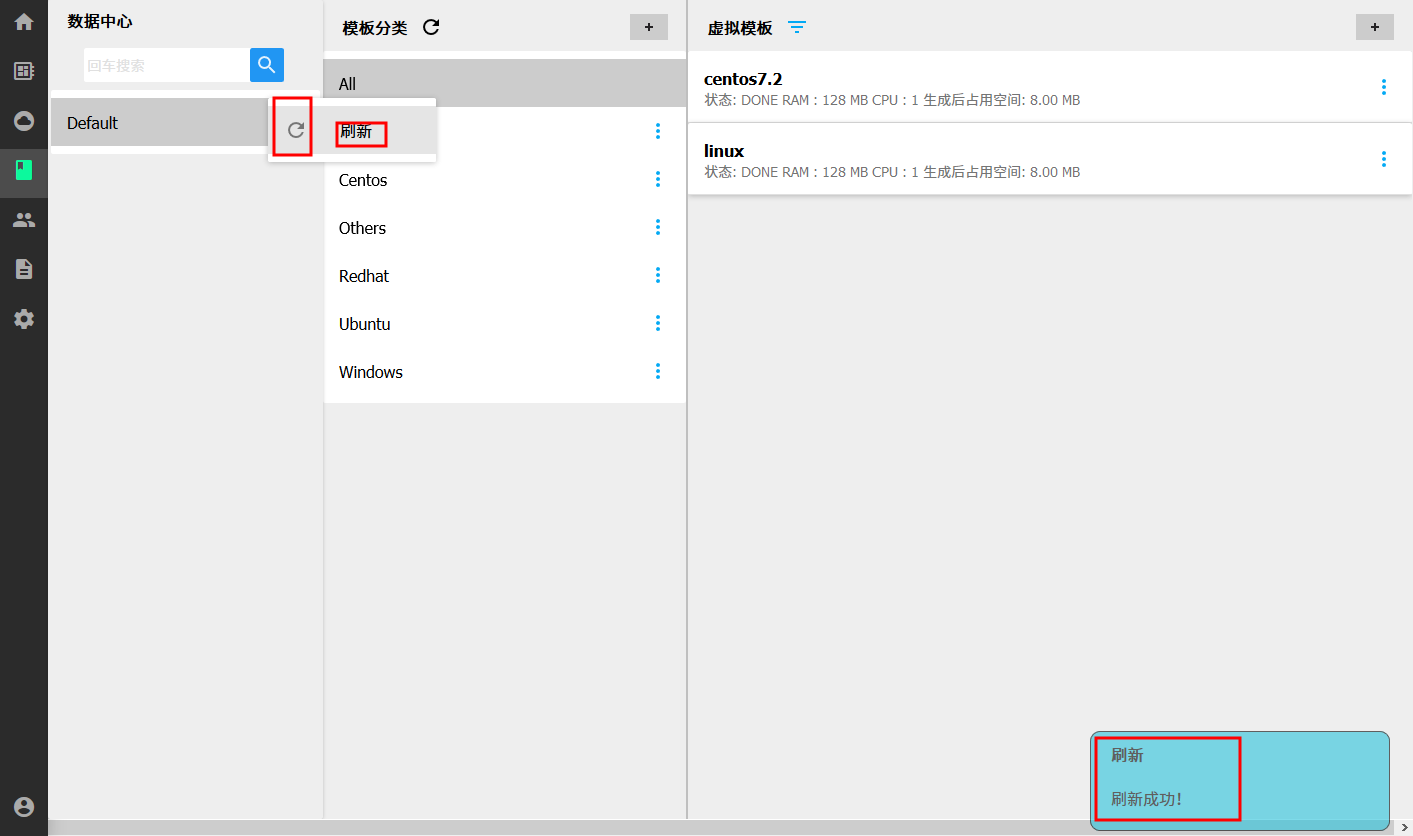 数据中心
回车搜索
Default
刷新
模板分类
+
All
Centos
Others
Redhat
Ubuntu
Windows
虚拟模板
+
centos7.2
状态: DONE RAM : 128 MB CPU : 1 生成后占用空间: 8.00 MB
linux
状态: DONE RAM : 128 MB CPU : 1 生成后占用空间: 8.00 MB
刷新
刷新成功!